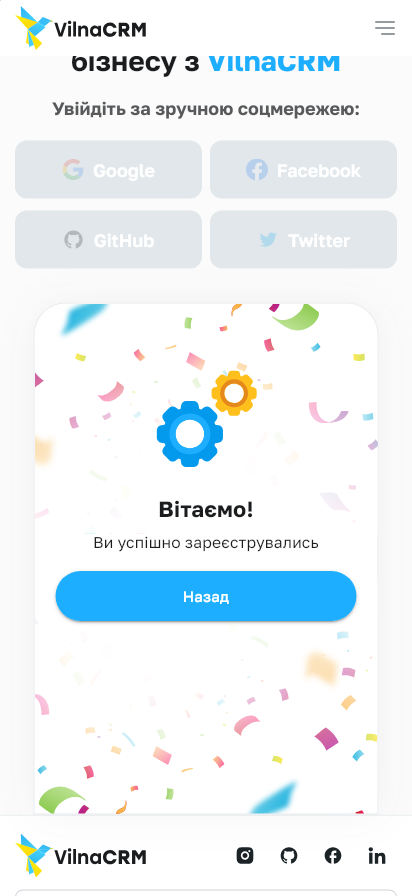 VilnaCRM
бізнесу з VilnaCRM
Увійдіть за зручною соцмережею:
Google
Facebook
GitHub
Twitter
Вітаємо!
Ви успішно зареєструвались
Назад
VilnaCRM